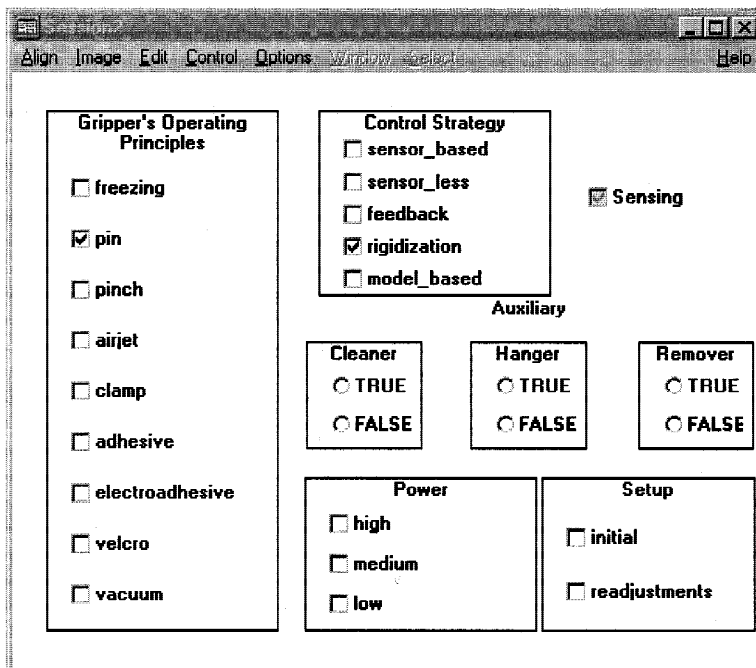 Align Image Edit Control Options Window Select Help
Gripper's Operating
Principles
freezing
pin
pinch
airjet
clamp
adhesive
electroadhesive
velcro
vacuum
Control Strategy
sensor_based
sensor_less
feedback
rigidization
model_based
Sensing
Auxiliary
Cleaner
TRUE
FALSE
Hanger
TRUE
FALSE
Remover
TRUE
FALSE
Power
high
medium
low
Setup
initial
readjustments